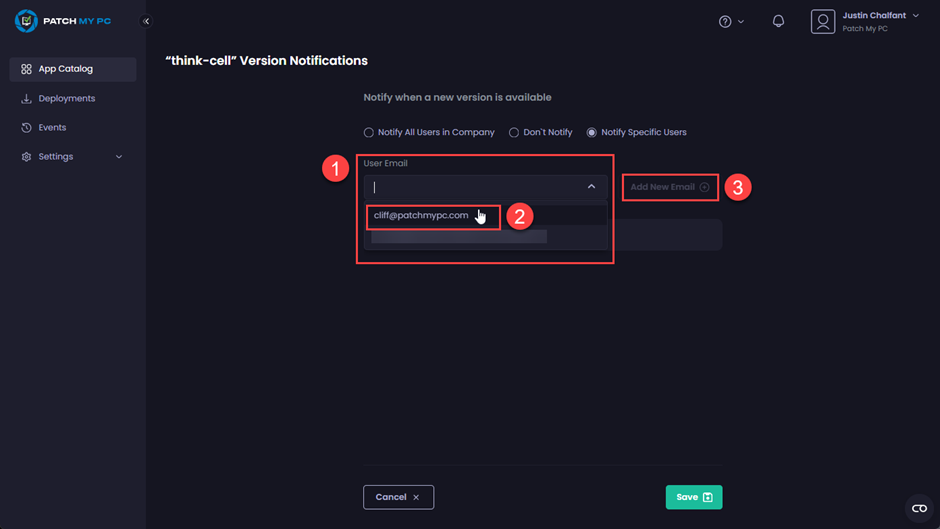 PATCH MY PC
Justin Chalfant
Patch My PC
App Catalog
Deployments
Events
Settings
“think-cell” Version Notifications
Notify when a new version is available
Notify All Users in Company
Don`t Notify
Notify Specific Users
1
User Email
Add New Email
3
cliff@patchmypc.com
2
Cancel
Save